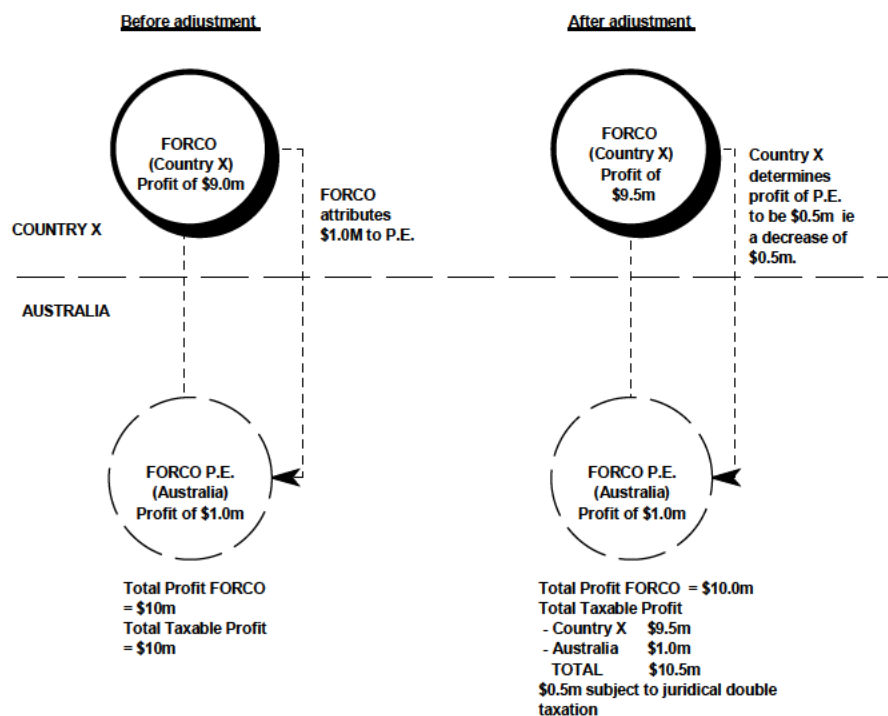 Before adjustment
FORCO
(Country X)
Profit of $9.0m
FORCO
attributes
$1.0M to P.E.
COUNTRY X
AUSTRALIA
FORCO P.E.
(Australia)
Profit of $1.0m
Total Profit FORCO
= $10m
Total Taxable Profit
= $10m
After adjustment
FORCO
(Country X)
Profit of
$9.5m
Country X
determines
profit of P.E.
to be $0.5m ie
a decrease of
$0.5m.
FORCO P.E.
(Australia)
Profit of $1.0m
Total Profit FORCO = $10.0m
Total Taxable Profit
- Country X $9.5m
- Australia $1.0m
TOTAL $10.5m
$0.5m subject to juridical double
taxation